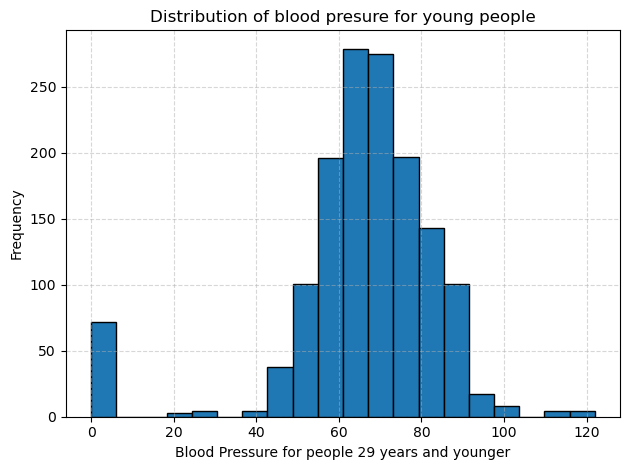 Distribution of blood presure for young people
250
200
150
100
50
0
Frequency
0 20 40 60 80 100 120
Blood Pressure for people 29 years and younger